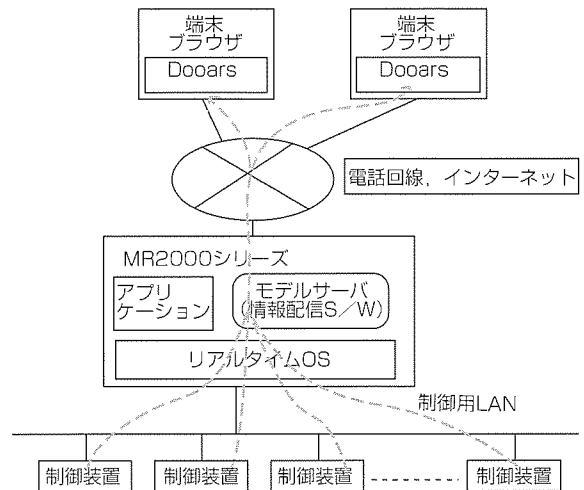 端末
ブラウザ
Dooars
端末
ブラウザ
Dooars
電話回線，インターネット
MR2000シリーズ
アプリ
ケーション
モデルサーバ
(情報配信S／W)
リアルタイムOS
制御用LAN
制御装置
制御装置
制御装置
制御装置